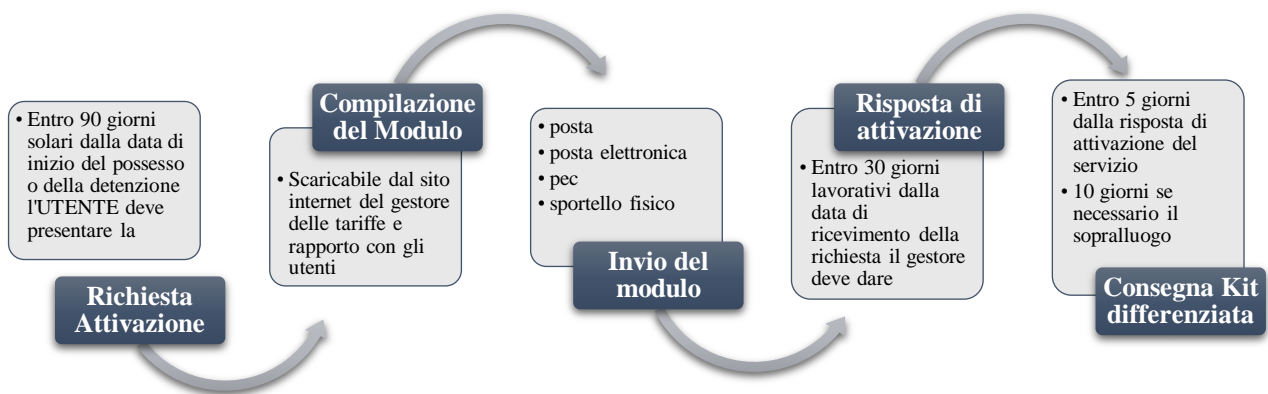 • Entro 90 giorni
solari dalla data di
inizio del possesso
o della detenzione
l'UTENTE deve
presentare la
Richiesta
Attivazione
Compilazione
del Modulo
• Scaricabile dal sito
internet del gestore
delle tariffe e
rapporto con gli
utenti
• posta
• posta elettronica
• pec
• sportello fisico
Invio del
modulo
Risposta di
attivazione
• Entro 30 giorni
lavorativi dalla
data di
ricevimento della
richiesta il gestore
deve dare
• Entro 5 giorni
dalla risposta di
attivazione del
servizio
• 10 giorni se
necessario il
sopralluogo
Consegna Kit
differenziata